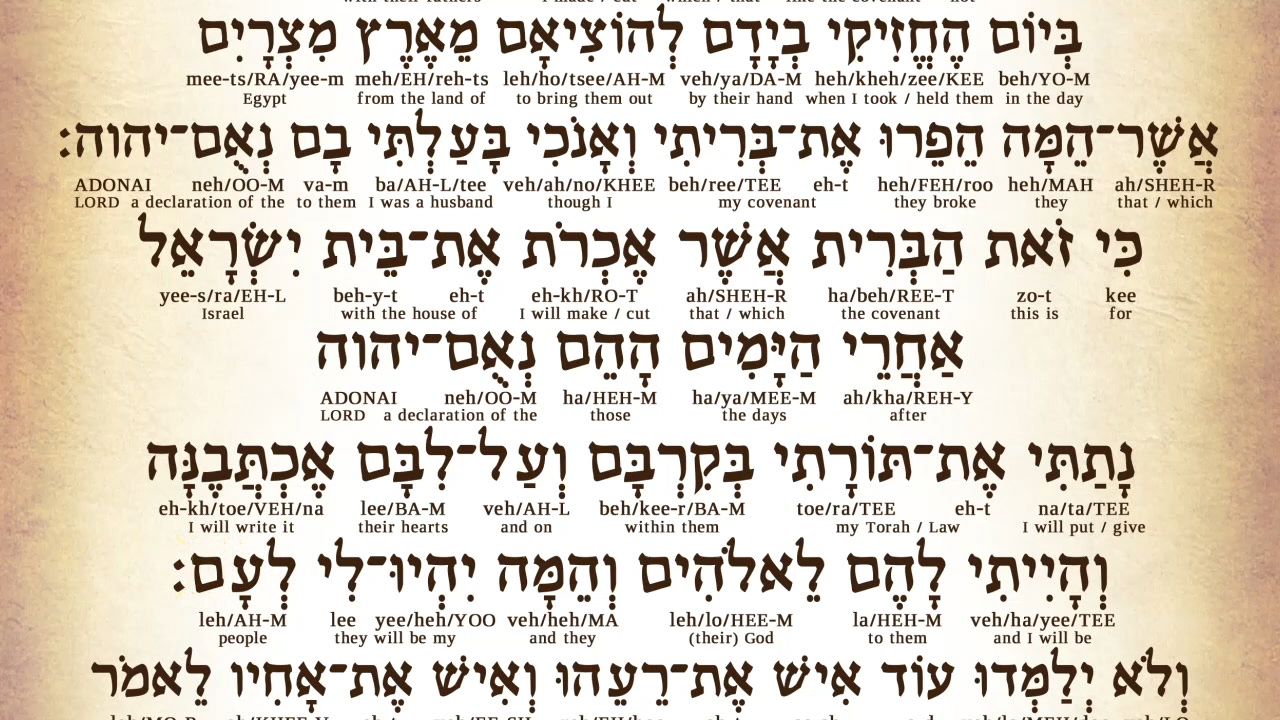 with their fathers I made / cut which / that like the covenant not
בְּיוֹם הֶחֱזִיקִי בְיָדָם לְהוֹצִיאָם מֵאֶרֶץ מִצְרָיִם
mee-ts/RA/yee-m meh/EH/reh-ts leh/ho/tsee/AH-M veh/ya/DA-M heh/kheh/zee/KEE beh/YO-M
Egypt from the land of to bring them out by their hand when I took / held them in the day
אֲשֶׁר־הֵמָּה הֵפֵרוּ אֶת־בְּרִיתִי וְאָנֹכִי בָּעַלְתִּי בָם נְאֻם־יהוה׃
ADONAI neh/OO-M va-m ba/AH-L/tee veh/ah/no/KHEE beh/ree/TEE eh-t heh/FEH/roo heh/MAH ah/SHEH-R
LORD a declaration of the to them I was a husband though I my covenant they broke they that / which
כִּי זֹאת הַבְּרִית אֲשֶׁר אֶכְרֹת אֶת־בֵּית יִשְׂרָאֵל
yee-s/ra/EH-L beh-y-t eh-t eh-kh/RO-T ah/SHEH-R ha/beh/REE-T zo-t kee
Israel with the house of I will make / cut that / which the covenant this is for
אַחֲרֵי הַיָּמִים הָהֵם נְאֻם־יהוה
ADONAI neh/OO-M ha/HEH-M ha/ya/MEE-M ah/kha/REH-Y
LORD a declaration of the those the days after
נָתַתִּי אֶת־תּוֹרָתִי בְּקִרְבָּם וְעַל־לִבָּם אֶכְתֲּבֶנָּה
eh-kh/toe/VEH/na lee/BA-M veh/AH-L beh/kee-r/BA-M toe/ra/TEE eh-t na/ta/TEE
I will write it their hearts and on within them my Torah / Law I will put / give
וְהָיִיתִי לָהֶם לֵאלֹהִים וְהֵמָּה יִהְיוּ־לִי לְעָם׃
leh/AH-M lee yee/heh/YOO veh/heh/MA leh/lo/HEE-M la/HEH-M veh/ha/yee/TEE
people they will be my and they (their) God to them and I will be
וְלֹא יְלַמְּדוּ עוֹד אִישׁ אֶת־רֵעֵהוּ וְאִישׁ אֶת־אָחִיו לֵאמֹר